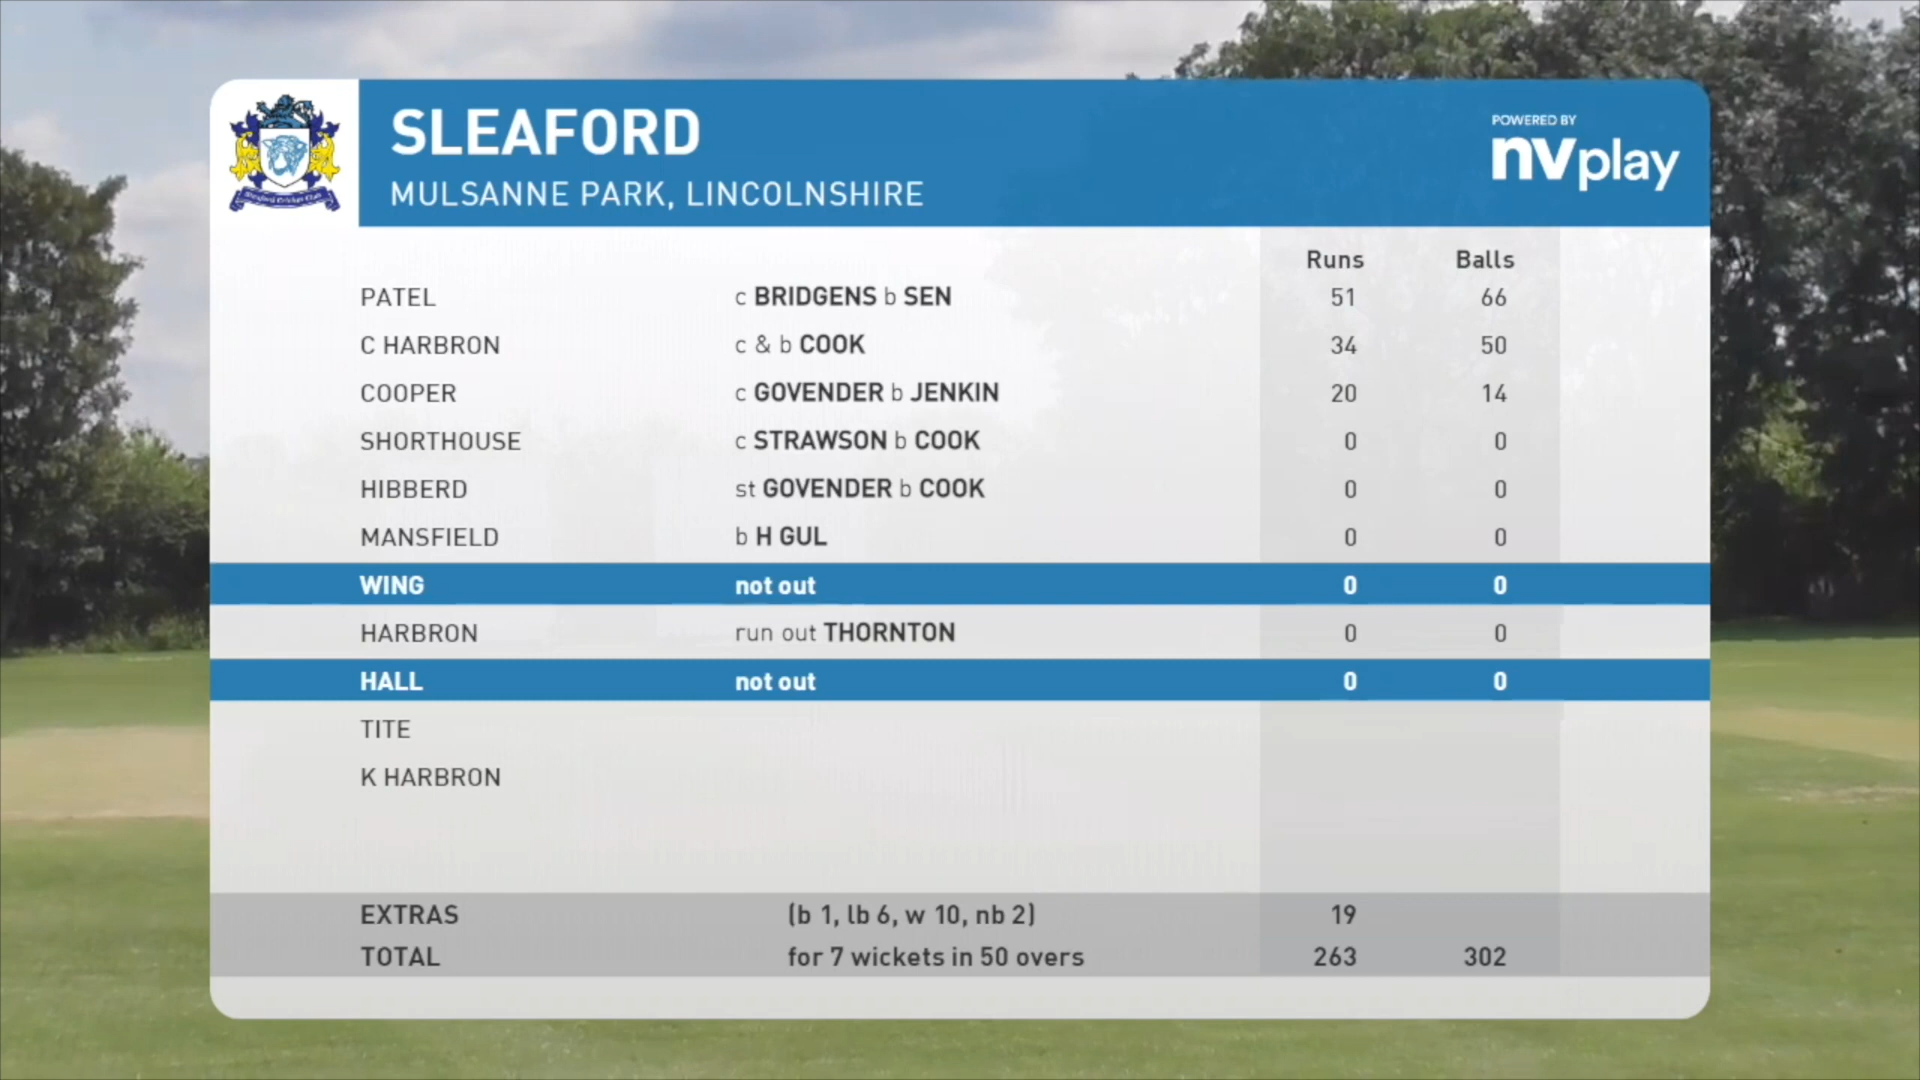 SLEAFORD
MULSANNE PARK, LINCOLNSHIRE
POWERED BY
nvplay
Runs Balls
PATEL c BRIDGENS b SEN 51 66
C HARBRON c & b COOK 34 50
COOPER c GOVENDER b JENKIN 20 14
SHORTHOUSE c STRAWSON b COOK 0 0
HIBBERD st GOVENDER b COOK 0 0
MANSFIELD b H GUL 0 0
WING not out 0 0
HARBRON run out THORNTON 0 0
HALL not out 0 0
TITE
K HARBRON
EXTRAS (b 1, lb 6, w 10, nb 2) 19
TOTAL for 7 wickets in 50 overs 263 302